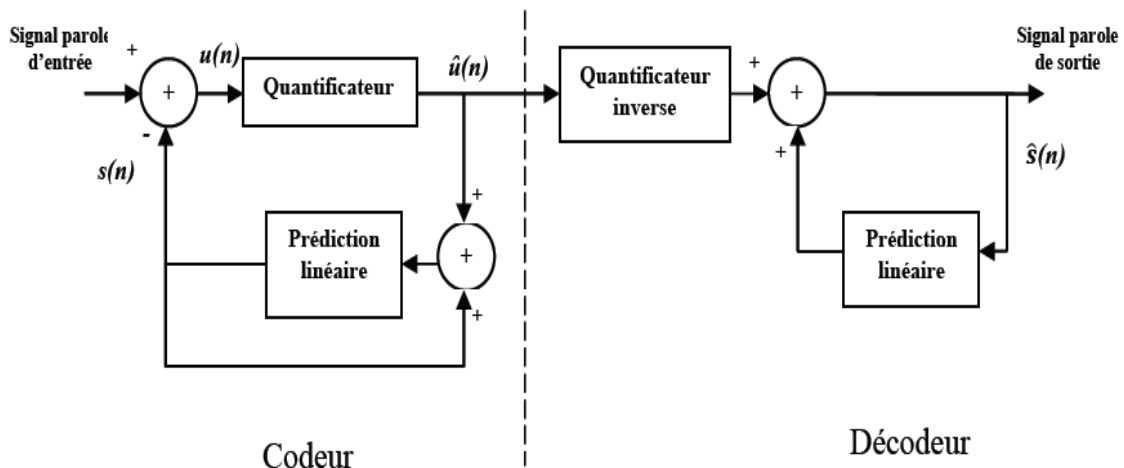 Signal parole
d’entrée
+
u(n)
û(n)
+
Quantificateur
-
s(n)
+
Prédiction
linéaire
+
+
Codeur
Quantificateur
inverse
+
+
+
Signal parole
de sortie
ŝ(n)
Prédiction
linéaire
Décodeur